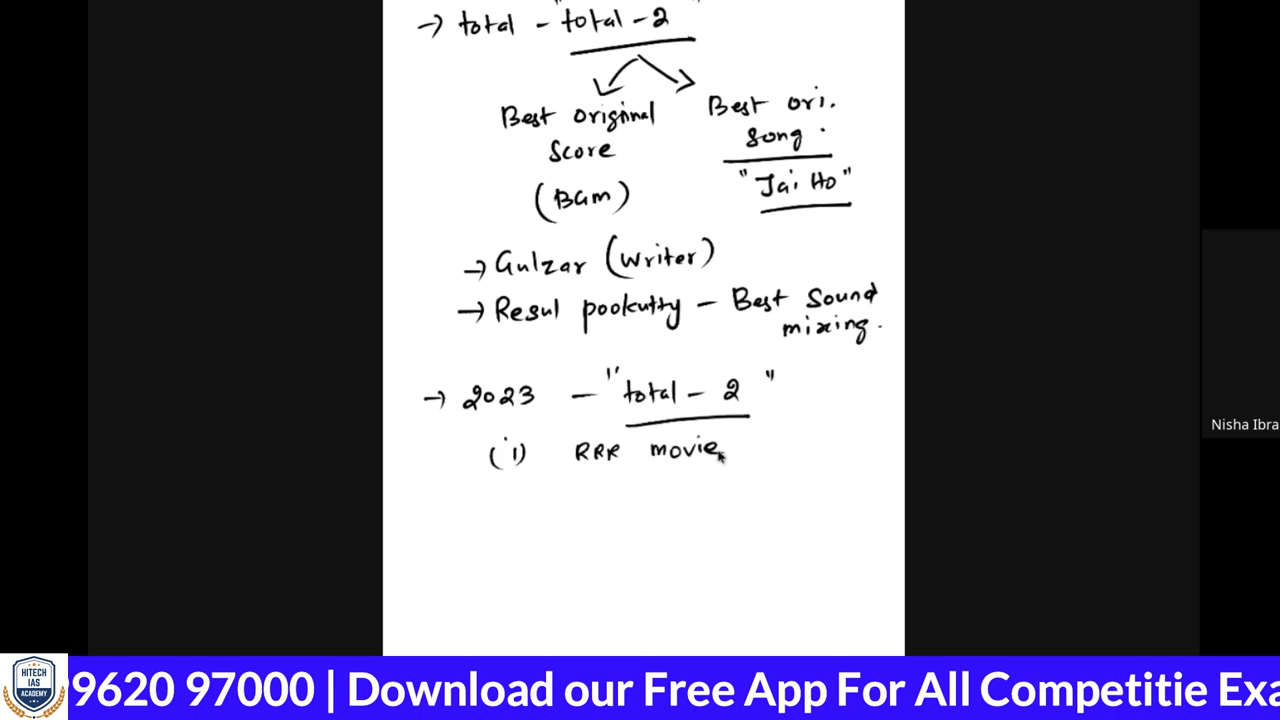 → total - "total - 2
Best original
Score
(BGm)
Best ori.
Song.
"Jai Ho"
→ Gulzar (writer)
→ Resul pookutty - Best Sound
mixing.
→ 2023 - "total - 2"
(i) RRR movie
Nisha Ibra
HITECH
IAS
ACADEMY
99620 97000 | Download our Free App For All Competitie Exa